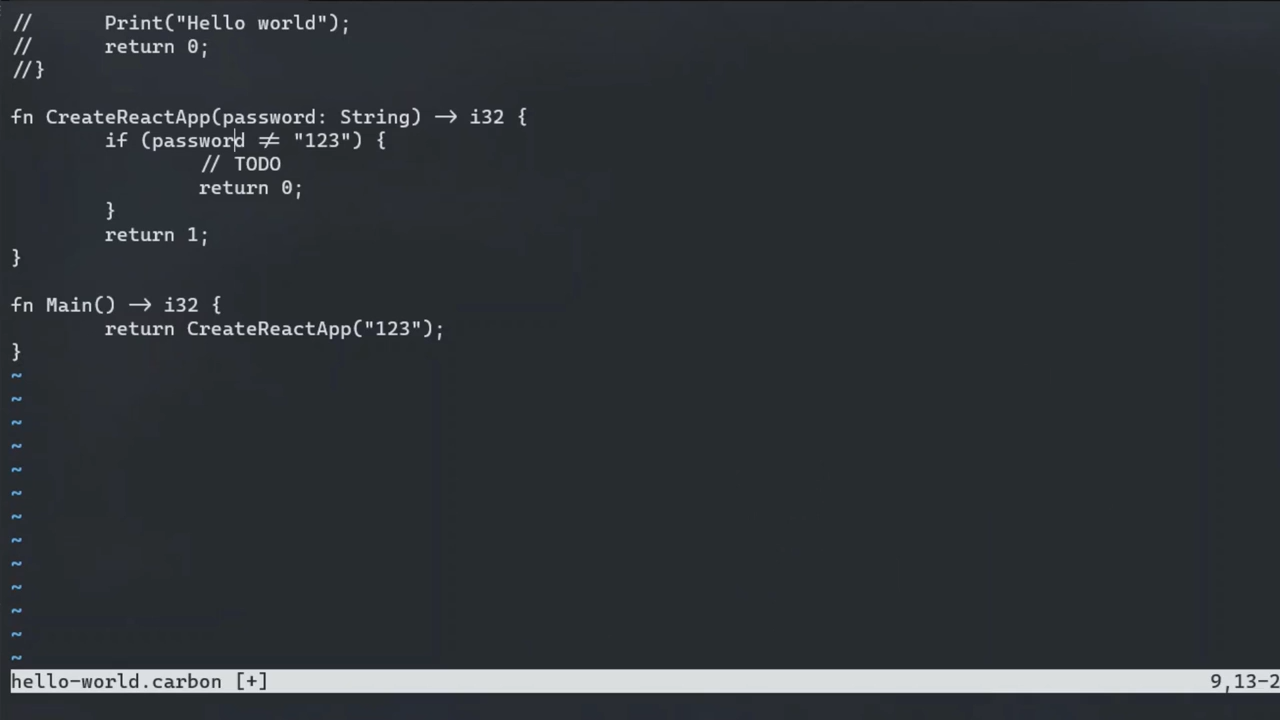 //      Print("Hello world");
//      return 0;
//}

fn CreateReactApp(password: String) -> i32 {
        if (password != "123") {
                // TODO
                return 0;
        }
        return 1;
}

fn Main() -> i32 {
        return CreateReactApp("123");
}
~
~
~
~
~
~
~
~
~
~
~
~
~
hello-world.carbon [+] 9,13-2